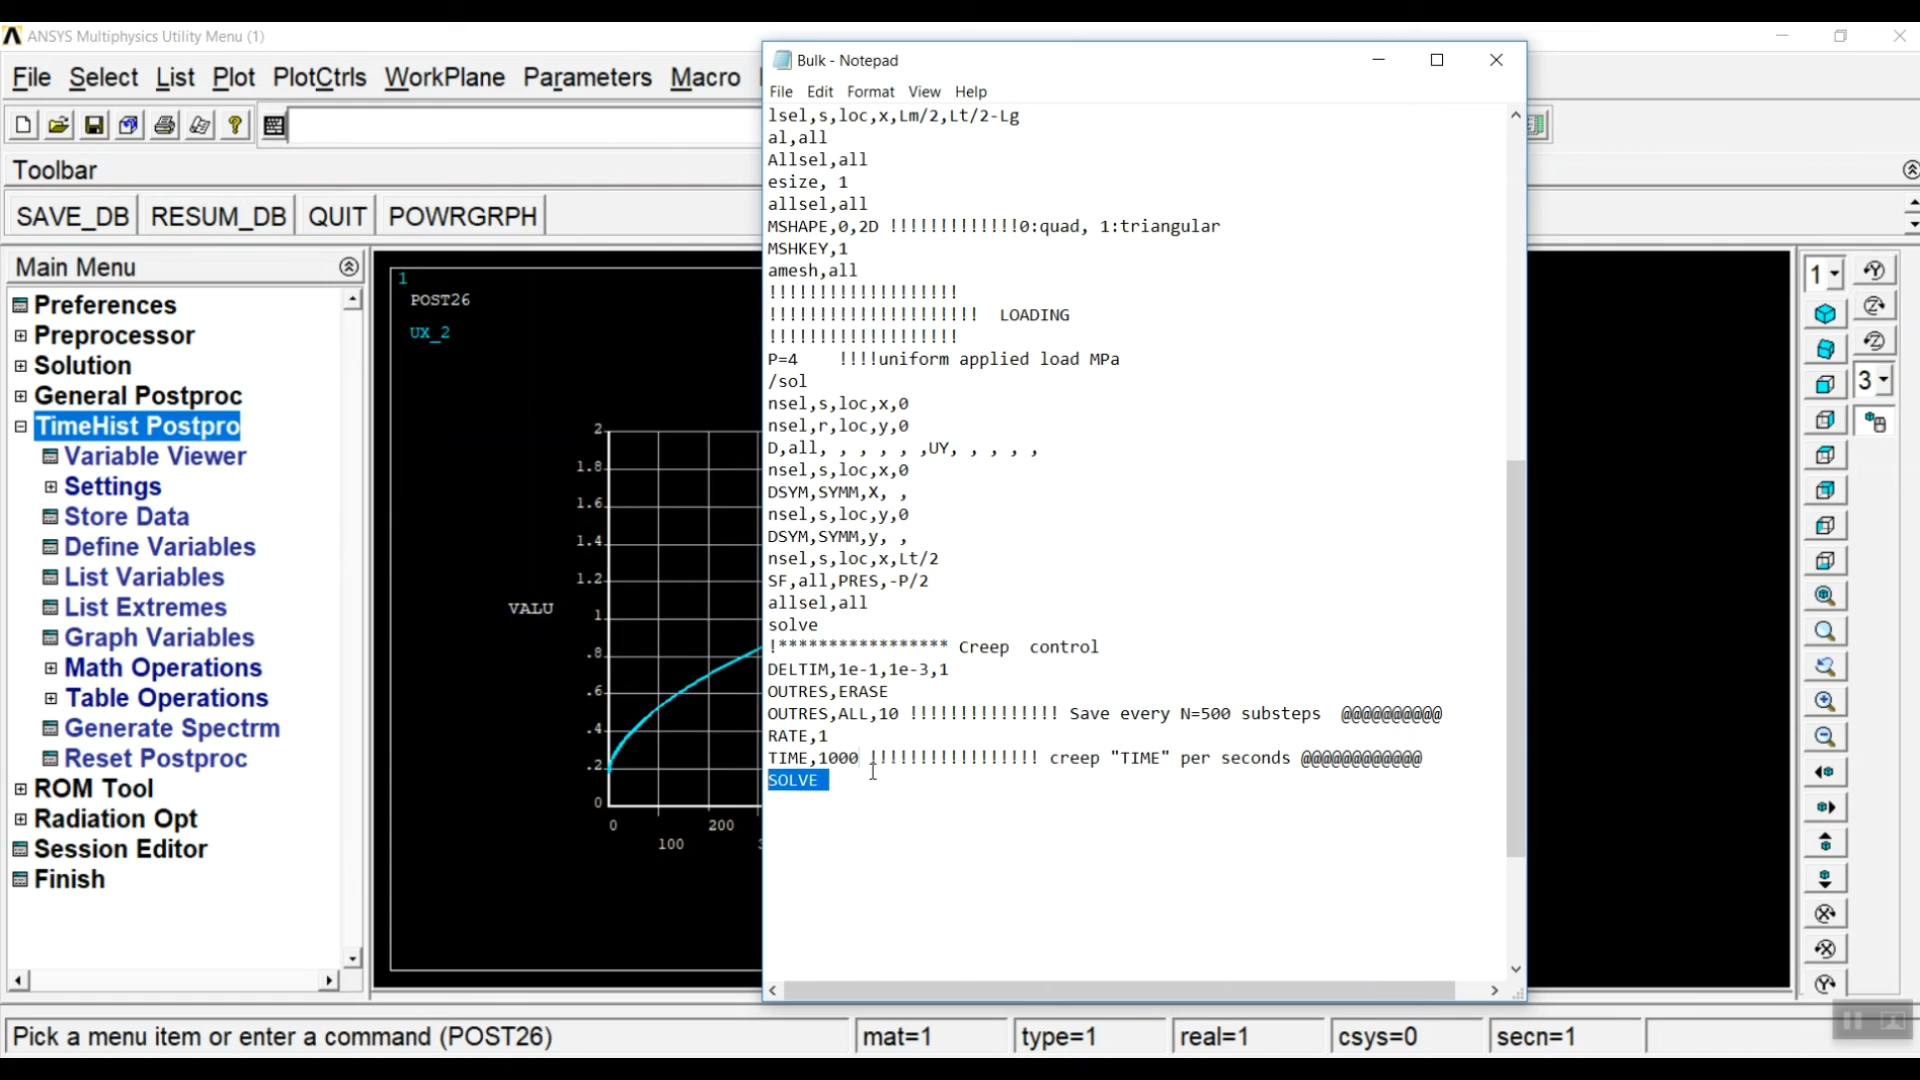 ANSYS Multiphysics Utility Menu (1)
File Select List Plot PlotCtrls WorkPlane Parameters Macro
Toolbar
SAVE_DB RESUM_DB QUIT POWRGRPH
Main Menu
Preferences
Preprocessor
Solution
General Postproc
TimeHist Postpro
Variable Viewer
Settings
Store Data
Define Variables
List Variables
List Extremes
Graph Variables
Math Operations
Table Operations
Generate Spectrm
Reset Postproc
ROM Tool
Radiation Opt
Session Editor
Finish
1
POST26
UX_2
2
1.8
1.6
1.4
1.2
1
.8
.6
.4
.2
0
VALU
0
100
200
Bulk - Notepad
File Edit Format View Help
lsel,s,loc,x,Lm/2,Lt/2-Lg
al,all
Allsel,all
esize, 1
allsel,all
MSHAPE,0,2D !!!!!!!!!!!!!0:quad, 1:triangular
MSHKEY,1
amesh,all
!!!!!!!!!!!!!!!!!!!
!!!!!!!!!!!!!!!!!!!!! LOADING
!!!!!!!!!!!!!!!!!!!
P=4 !!!!uniform applied load MPa
/sol
nsel,s,loc,x,0
nsel,r,loc,y,0
D,all, , , , , ,UY, , , , ,
nsel,s,loc,x,0
DSYM,SYMM,X, ,
nsel,s,loc,y,0
DSYM,SYMM,y, ,
nsel,s,loc,x,Lt/2
SF,all,PRES,-P/2
allsel,all
solve
!***************** Creep control
DELTIM,1e-1,1e-3,1
OUTRES,ERASE
OUTRES,ALL,10 !!!!!!!!!!!!!!! Save every N=500 substeps @@@@@@@@@@
RATE,1
TIME,1000 !!!!!!!!!!!!!!!!! creep "TIME" per seconds @@@@@@@@@@@@
SOLVE
1
3
Pick a menu item or enter a command (POST26)
mat=1
type=1
real=1
csys=0
secn=1